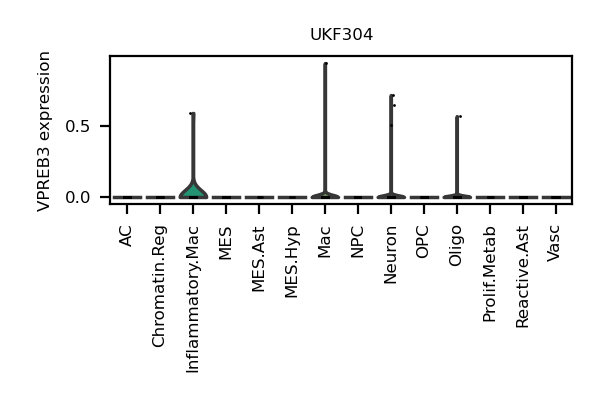 UKF304
VPREB3 expression
0.5
0.0
AC
Chromatin.Reg
Inflammatory.Mac
MES
MES.Ast
MES.Hyp
Mac
NPC
Neuron
OPC
Oligo
Prolif.Metab
Reactive.Ast
Vasc